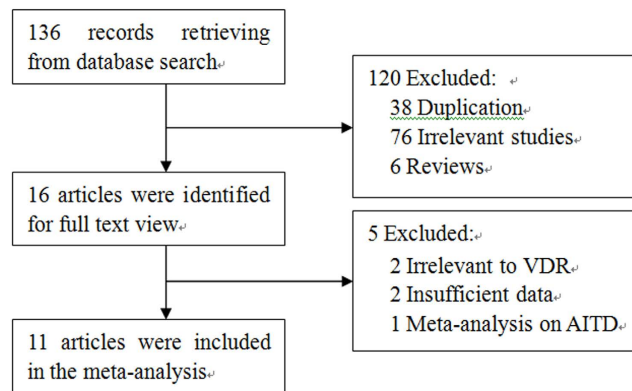 136 records retrieving
from database search
120 Excluded:
38 Duplication
76 Irrelevant studies
6 Reviews
16 articles were identified
for full text view
5 Excluded:
2 Irrelevant to VDR
2 Insufficient data
1 Meta-analysis on AITD
11 articles were included
in the meta-analysis